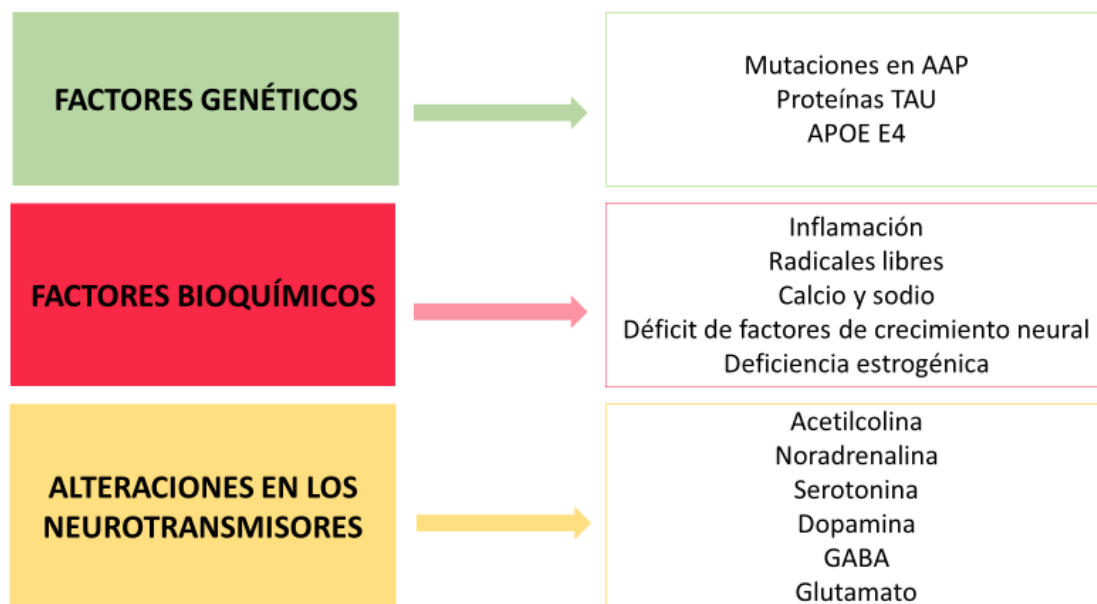 FACTORES GENÉTICOS
Mutaciones en AAP
Proteínas TAU
APOE E4
FACTORES BIOQUÍMICOS
Inflamación
Radicales libres
Calcio y sodio
Déficit de factores de crecimiento neural
Deficiencia estrogénica
ALTERACIONES EN LOS
NEUROTRANSMISORES
Acetilcolina
Noradrenalina
Serotonina
Dopamina
GABA
Glutamato